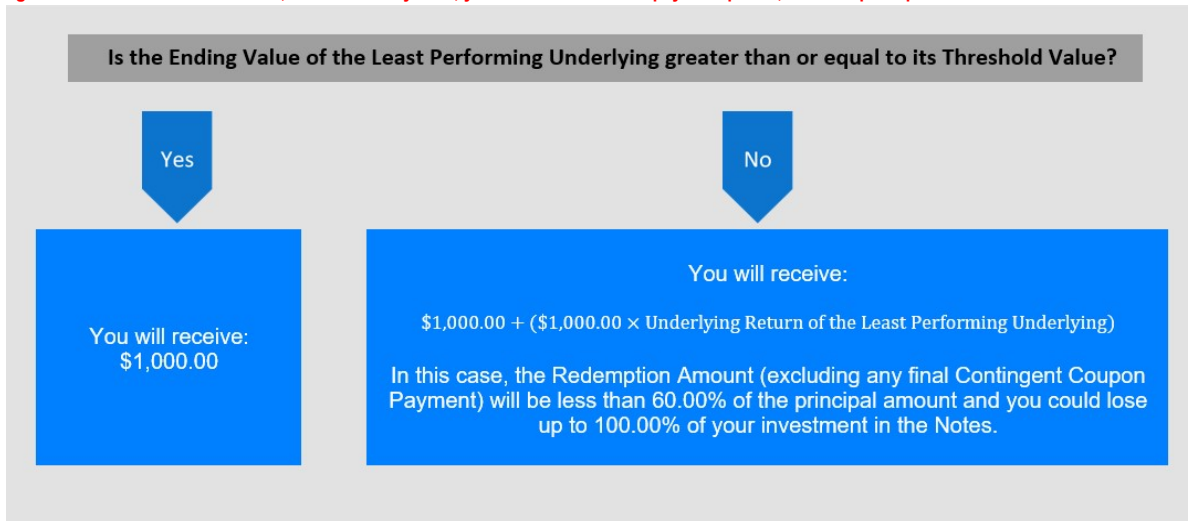 Is the Ending Value of the Least Performing Underlying greater than or equal to its Threshold Value?
Yes
No
You will receive:
$1,000.00
You will receive:
$1,000.00 + ($1,000.00 × Underlying Return of the Least Performing Underlying)
In this case, the Redemption Amount (excluding any final Contingent Coupon
Payment) will be less than 60.00% of the principal amount and you could lose
up to 100.00% of your investment in the Notes.